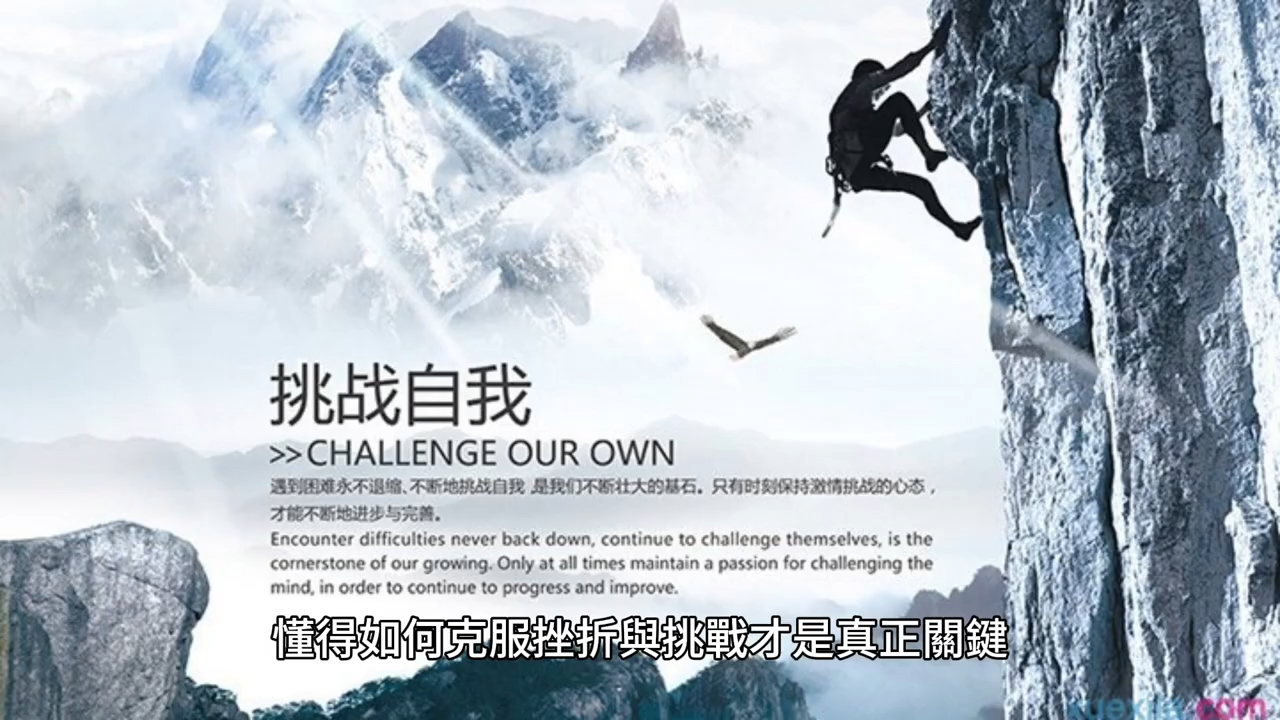 挑战自我
>>CHALLENGE OUR OWN
遇到困难永不退缩、不断地挑战自我,是我们不断壮大的基石。只有时刻保持激情挑战的心态，
才能不断地进步与完善。
Encounter difficulties never back down, continue to challenge themselves, is the
cornerstone of our growing. Only at all times maintain a passion for challenging the
mind, in order to continue to progress and improve.
懂得如何克服挫折與挑戰才是真正關鍵